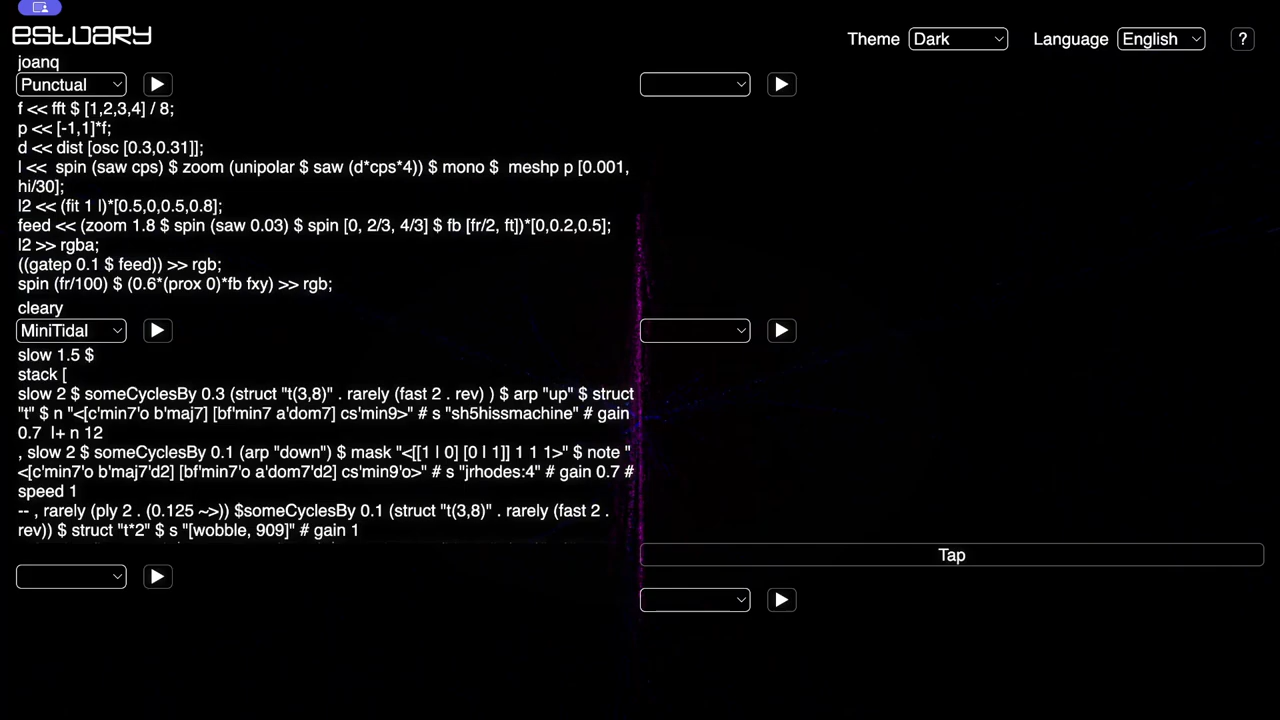 estuary
Theme Dark Language English ?
joanq
Punctual
f << fft $ [1,2,3,4] / 8;
p << [-1,1]*f;
d << dist [osc [0.3,0.31]];
l <<  spin (saw cps) $ zoom (unipolar $ saw (d*cps*4)) $ mono $  meshp p [0.001,
hi/30];
l2 << (fit 1 l)*[0.5,0,0.5,0.8];
feed << (zoom 1.8 $ spin (saw 0.03) $ spin [0, 2/3, 4/3] $ fb [fr/2, ft])*[0,0.2,0.5];
l2 >> rgba;
((gatep 0.1 $ feed)) >> rgb;
spin (fr/100) $ (0.6*(prox 0)*fb fxy) >> rgb;
cleary
MiniTidal
slow 1.5 $
stack [
slow 2 $ someCyclesBy 0.3 (struct "t(3,8)" . rarely (fast 2 . rev) ) $ arp "up" $ struct
"t" $ n "<[c'min7'o b'maj7] [bf'min7 a'dom7] cs'min9>" # s "sh5hissmachine" # gain
0.7  |+ n 12
, slow 2 $ someCyclesBy 0.1 (arp "down") $ mask "<[[1 | 0] [0 | 1]] 1 1 1>" $ note "
<[c'min7'o b'maj7'd2] [bf'min7'o a'dom7'd2] cs'min9'o>" # s "jrhodes:4" # gain 0.7 #
speed 1
-- , rarely (ply 2 . (0.125 ~>)) $someCyclesBy 0.1 (struct "t(3,8)" . rarely (fast 2 .
rev)) $ struct "t*2" $ s "[wobble, 909]" # gain 1
Tap